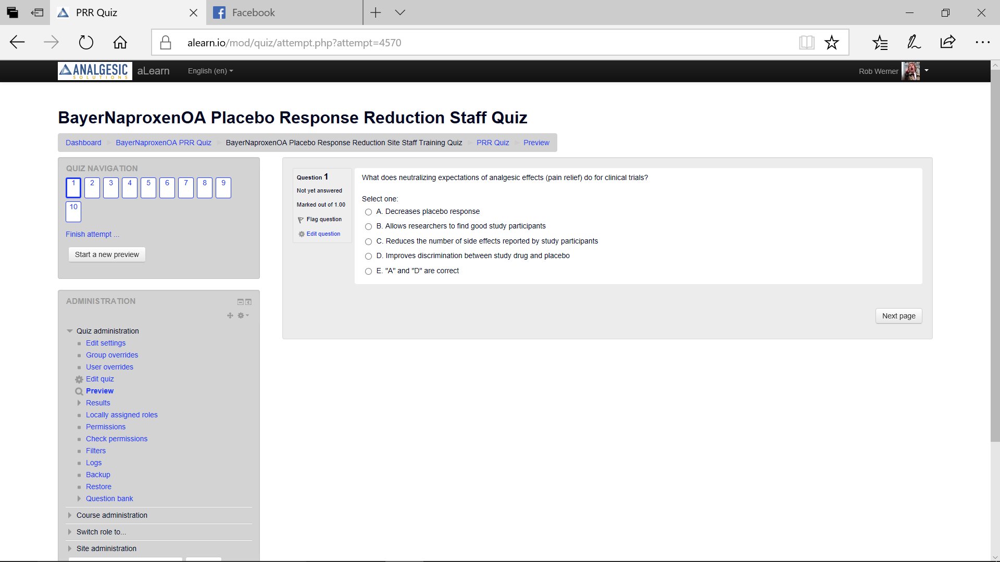 PRR Quiz
Facebook
alearn.io/mod/quiz/attempt.php?attempt=4570
ANALGESIC
SOLUTIONS
aLearn
English (en)
Rob Werner
BayerNaproxenOA Placebo Response Reduction Staff Quiz
Dashboard BayerNaproxenOA PRR Quiz BayerNaproxenOA Placebo Response Reduction Site Staff Training Quiz PRR Quiz Preview
QUIZ NAVIGATION
1 2 3 4 5 6 7 8 9
10
Finish attempt ...
Start a new preview
Question 1
Not yet answered
Marked out of 1.00
Flag question
Edit question
What does neutralizing expectations of analgesic effects (pain relief) do for clinical trials?
Select one:
A. Decreases placebo response
B. Allows researchers to find good study participants
C. Reduces the number of side effects reported by study participants
D. Improves discrimination between study drug and placebo
E. "A" and "D" are correct
Next page
ADMINISTRATION
Quiz administration
Edit settings
Group overrides
User overrides
Edit quiz
Preview
Results
Locally assigned roles
Permissions
Check permissions
Filters
Logs
Backup
Restore
Question bank
Course administration
Switch role to...
Site administration